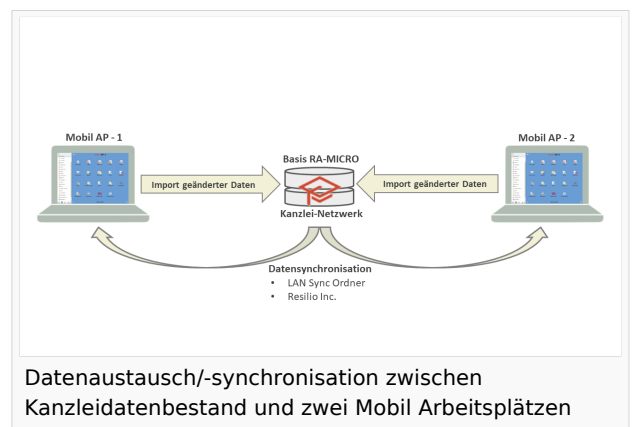 Mobil AP - 1
Mobil AP - 2
Basis RA-MICRO
Import geänderter Daten
Import geänderter Daten
Kanzlei-Netzwerk
Datensynchronisation
• LAN Sync Ordner
• Resilio Inc.
Datenaustausch/-synchronisation zwischen
Kanzleidatenbestand und zwei Mobil Arbeitsplätzen